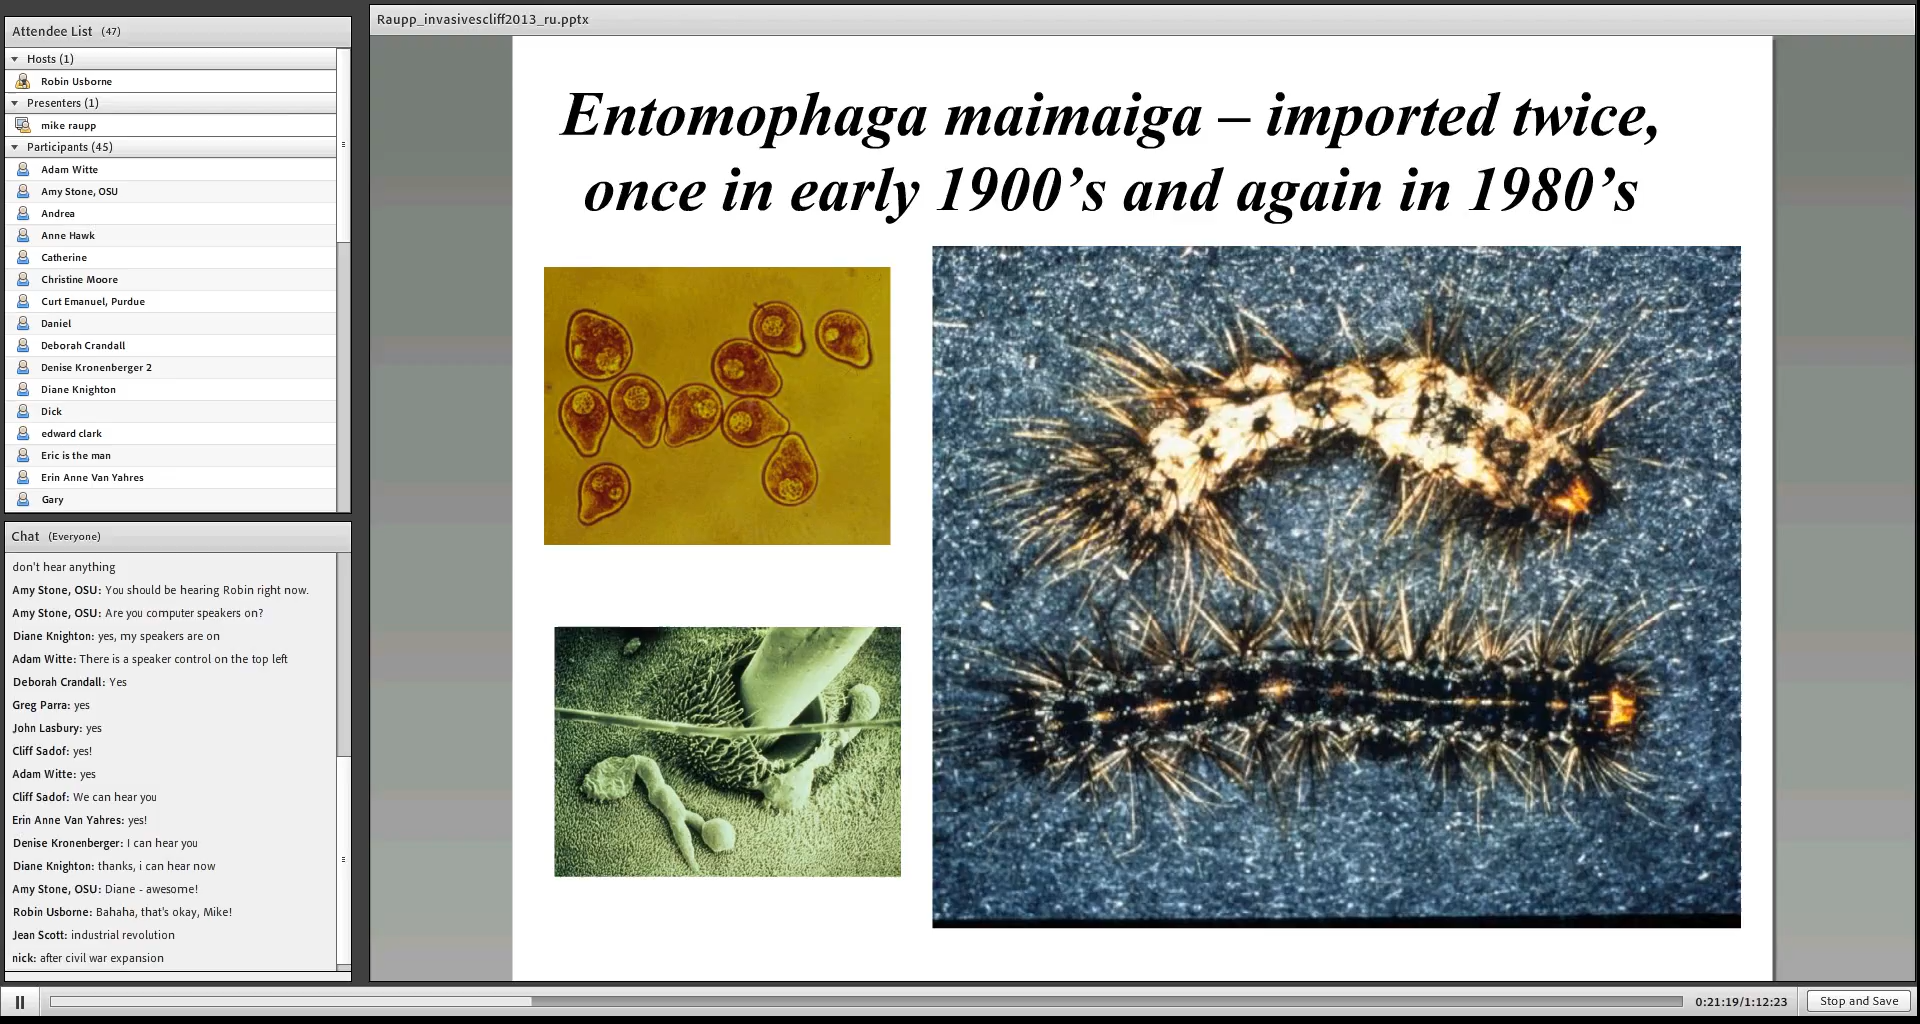 Attendee List (47)
Hosts (1)
Robin Usborne
Presenters (1)
mike raupp
Participants (45)
Adam Witte
Amy Stone, OSU
Andrea
Anne Hawk
Catherine
Christine Moore
Curt Emanuel, Purdue
Daniel
Deborah Crandall
Denise Kronenberger 2
Diane Knighton
Dick
edward clark
Eric is the man
Erin Anne Van Yahres
Gary
Chat (Everyone)
don't hear anything
Amy Stone, OSU: You should be hearing Robin right now.
Amy Stone, OSU: Are you computer speakers on?
Diane Knighton: yes, my speakers are on
Adam Witte: There is a speaker control on the top left
Deborah Crandall: Yes
Greg Parra: yes
John Lasbury: yes
Cliff Sadof: yes!
Adam Witte: yes
Cliff Sadof: We can hear you
Erin Anne Van Yahres: yes!
Denise Kronenberger: I can hear you
Diane Knighton: thanks, i can hear now
Amy Stone, OSU: Diane - awesome!
Robin Usborne: Bahaha, that's okay, Mike!
Jean Scott: industrial revolution
nick: after civil war expansion
Raupp_invasivescliff2013_ru.pptx
Entomophaga maimaiga – imported twice,
once in early 1900’s and again in 1980’s
0:21:19/1:12:23
Stop and Save